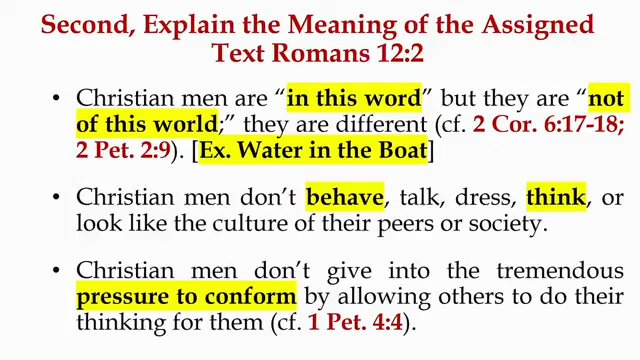 Second, Explain the Meaning of the Assigned
Text Romans 12:2
• Christian men are “in this word” but they are “not
of this world;” they are different (cf. 2 Cor. 6:17-18;
2 Pet. 2:9). [Ex. Water in the Boat]
• Christian men don’t behave, talk, dress, think, or
look like the culture of their peers or society.
• Christian men don’t give into the tremendous
pressure to conform by allowing others to do their
thinking for them (cf. 1 Pet. 4:4).